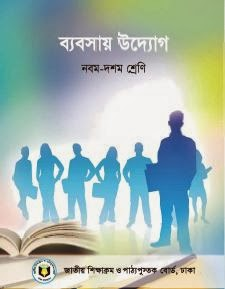 ব্যবসায় উদ্যোগ
নবম-দশম শ্রেণি
জাতীয় শিক্ষাক্রম ও পাঠ্যপুস্তক বোর্ড, ঢাকা